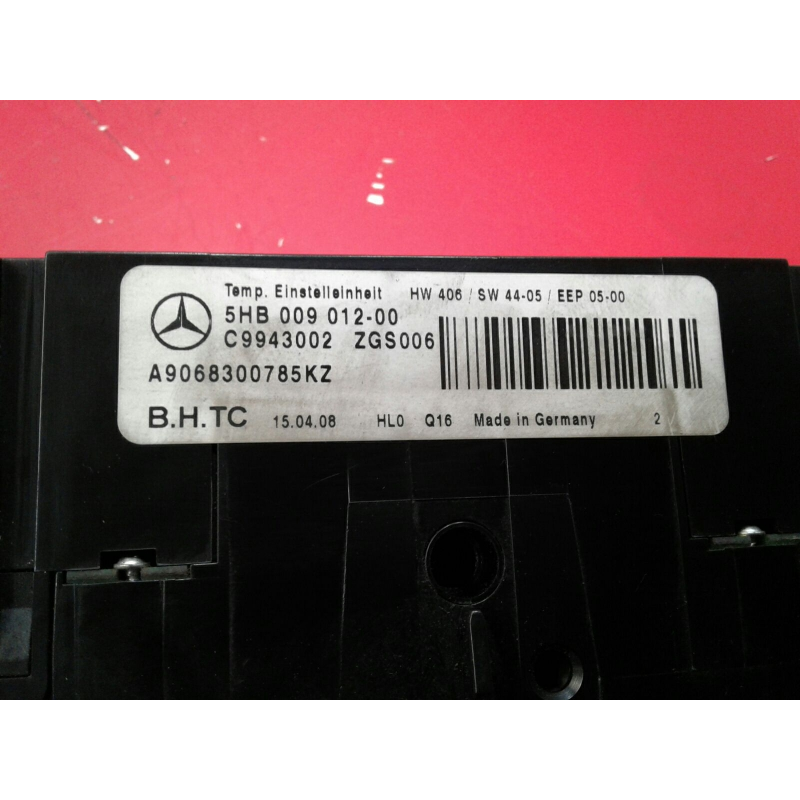 Temp. Einstelleinheit HW 406 / SW 44-05 / EEP 05-00
5HB 009 012-00
C9943002 ZGS006
A9068300785KZ
B.H.TC 15.04.08 HL0 Q16 Made in Germany 2